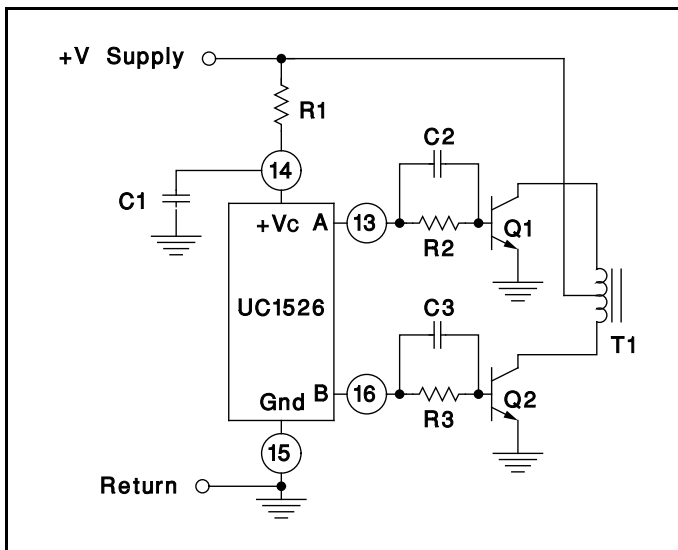 +V Supply
R1
C2
14
C1
+Vc
A
13
R2
Q1
UC1526
C3
T1
B
16
Gnd
R3
Q2
15
Return